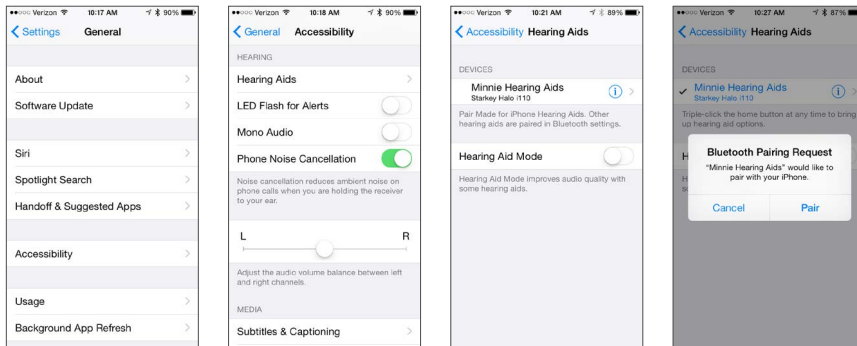 ●●○○○ Verizon 10:17 AM 90%
Settings General
About
Software Update
Siri
Spotlight Search
Handoff & Suggested Apps
Accessibility
Usage
Background App Refresh
●●○○○ Verizon 10:18 AM 90%
General Accessibility
HEARING
Hearing Aids
LED Flash for Alerts
Mono Audio
Phone Noise Cancellation
Noise cancellation reduces ambient noise on
phone calls when you are holding the receiver
to your ear.
L R
Adjust the audio volume balance between left
and right channels.
MEDIA
Subtitles & Captioning
●●○○○ Verizon 10:21 AM 89%
Accessibility Hearing Aids
DEVICES
Minnie Hearing Aids
Starkey Halo i110
Pair Made for iPhone Hearing Aids. Other
hearing aids are paired in Bluetooth settings.
Hearing Aid Mode
Hearing Aid Mode improves audio quality with
some hearing aids.
●●○○○ Verizon 10:27 AM 87%
Accessibility Hearing Aids
DEVICES
Minnie Hearing Aids
Starkey Halo i110
Triple-click the home button at any time to bring
up hearing aid options.
Bluetooth Pairing Request
"Minnie Hearing Aids" would like to
pair with your iPhone.
Cancel Pair